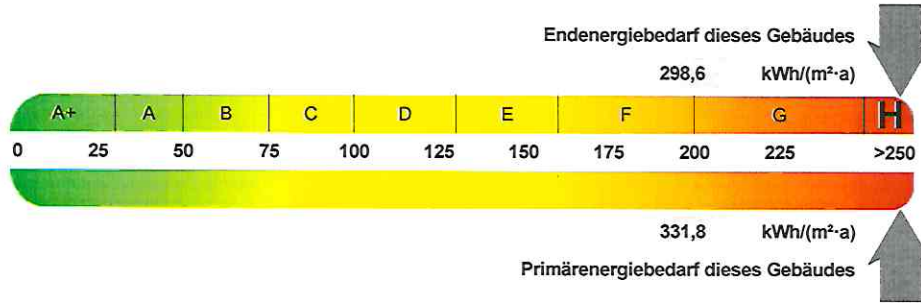 Endenergiebedarf dieses Gebäudes
298,6 kWh/(m²·a)
A+ A B C D E F G H
0 25 50 75 100 125 150 175 200 225 >250
331,8 kWh/(m²·a)
Primärenergiebedarf dieses Gebäudes